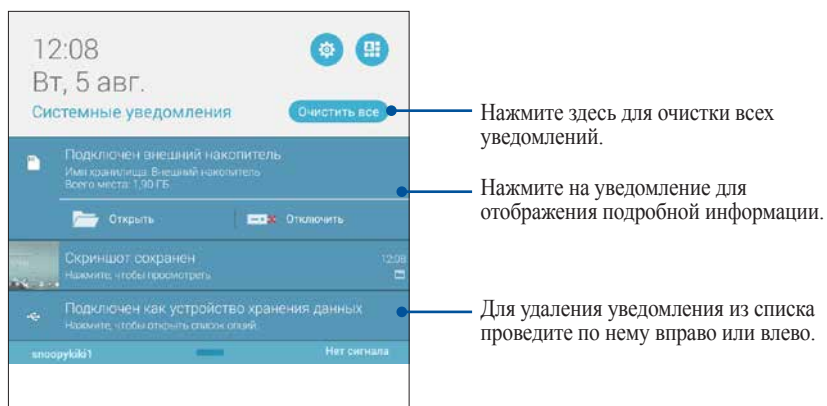 12:08
Вт, 5 авг.
Системные уведомления
Очистить все
Подключен внешний накопитель
Имя хранилища: Внешний накопитель
Всего места: 1,90 ГБ
Открыть
Отключить
Скриншот сохранен
12:08
Нажмите, чтобы просмотреть
Подключен как устройство хранения данных
Нажмите, чтобы открыть список опций.
snoopykiki1
Нет сигнала
Нажмите здесь для очистки всех
уведомлений.
Нажмите на уведомление для
отображения подробной информации.
Для удаления уведомления из списка
проведите по нему вправо или влево.